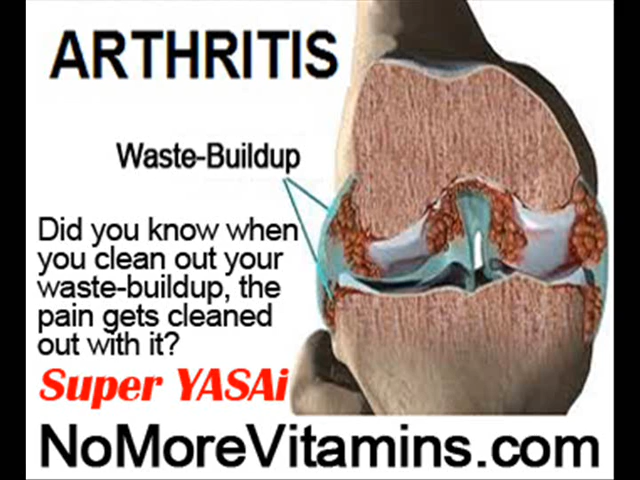 ARTHRITIS
Waste-Buildup
Did you know when
you clean out your
waste-buildup, the
pain gets cleaned
out with it?
Super YASAi
NoMoreVitamins.com